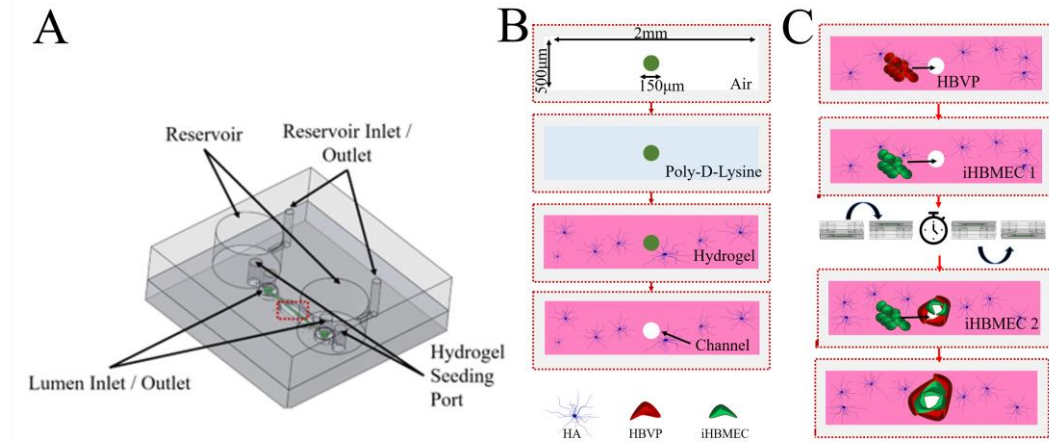 A
Reservoir
Reservoir Inlet /
Outlet
Lumen Inlet / Outlet
Hydrogel
Seeding
Port
B
2mm
500µm
150µm
Air
Poly-D-Lysine
Hydrogel
Channel
HA
HBVP
iHBMEC
C
HBVP
iHBMEC 1
iHBMEC 2